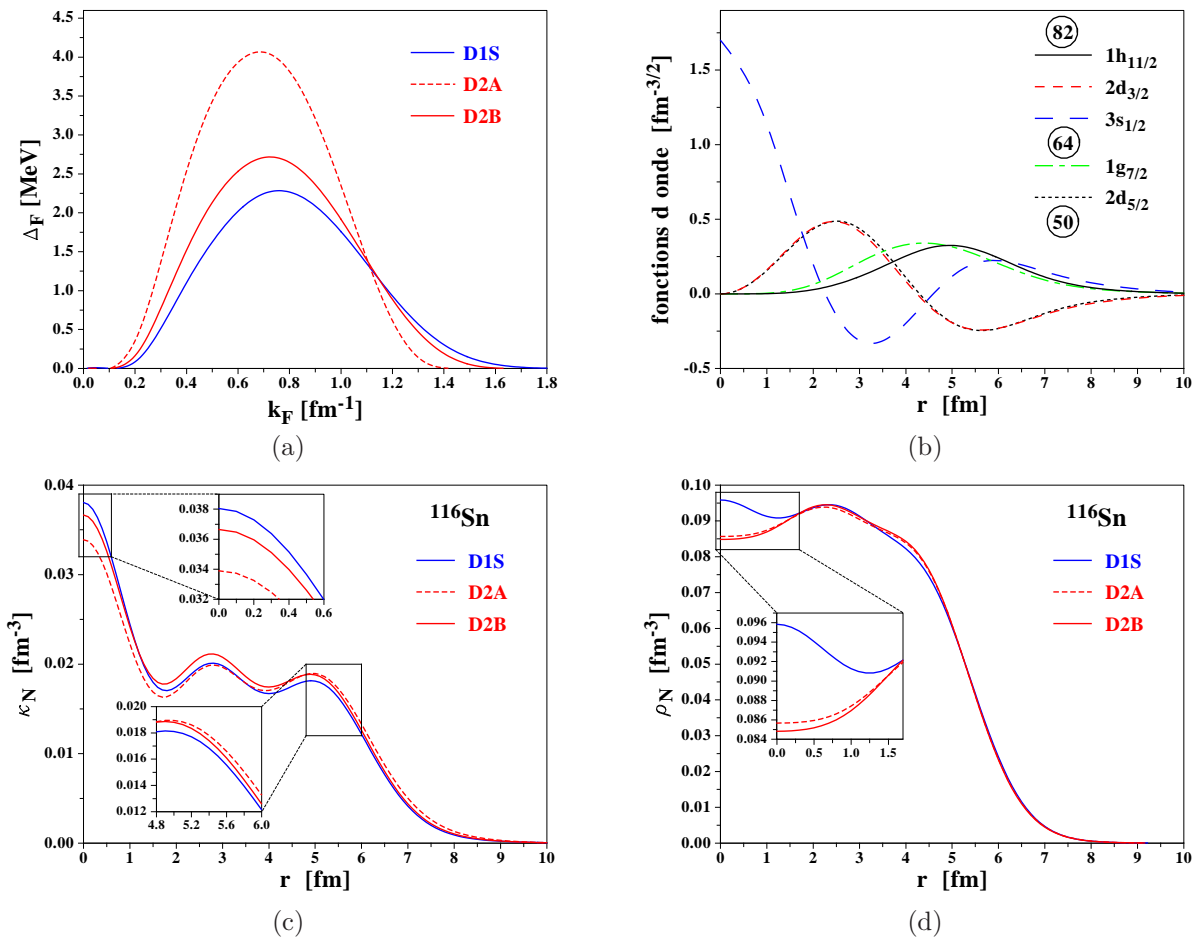 4.5
4.0
3.5
3.0
2.5
2.0
1.5
1.0
0.5
0.0
Δ_F [MeV]
D1S
D2A
D2B
0.0 0.2 0.4 0.6 0.8 1.0 1.2 1.4 1.6 1.8
k_F [fm⁻¹]
(a)
1.5
1.0
0.5
0.0
-0.5
fonctions d onde [fm⁻³/²]
82
1h₁₁/₂
2d₃/₂
3s₁/₂
64
1g₇/₂
2d₅/₂
50
0 1 2 3 4 5 6 7 8 9 10
r [fm]
(b)
0.04
0.03
0.02
0.01
0.00
κ_N [fm⁻³]
0.038
0.036
0.034
0.032
0.0 0.2 0.4 0.6
¹¹⁶Sn
D1S
D2A
D2B
0.020
0.018
0.016
0.014
0.012
4.8 5.2 5.6 6.0
0 1 2 3 4 5 6 7 8 9 10
r [fm]
(c)
0.10
0.09
0.08
0.07
0.06
0.05
0.04
0.03
0.02
0.01
0.00
ρ_N [fm⁻³]
¹¹⁶Sn
D1S
D2A
D2B
0.096
0.094
0.092
0.090
0.088
0.086
0.084
0.0 0.5 1.0 1.5
0 1 2 3 4 5 6 7 8 9 10
r [fm]
(d)